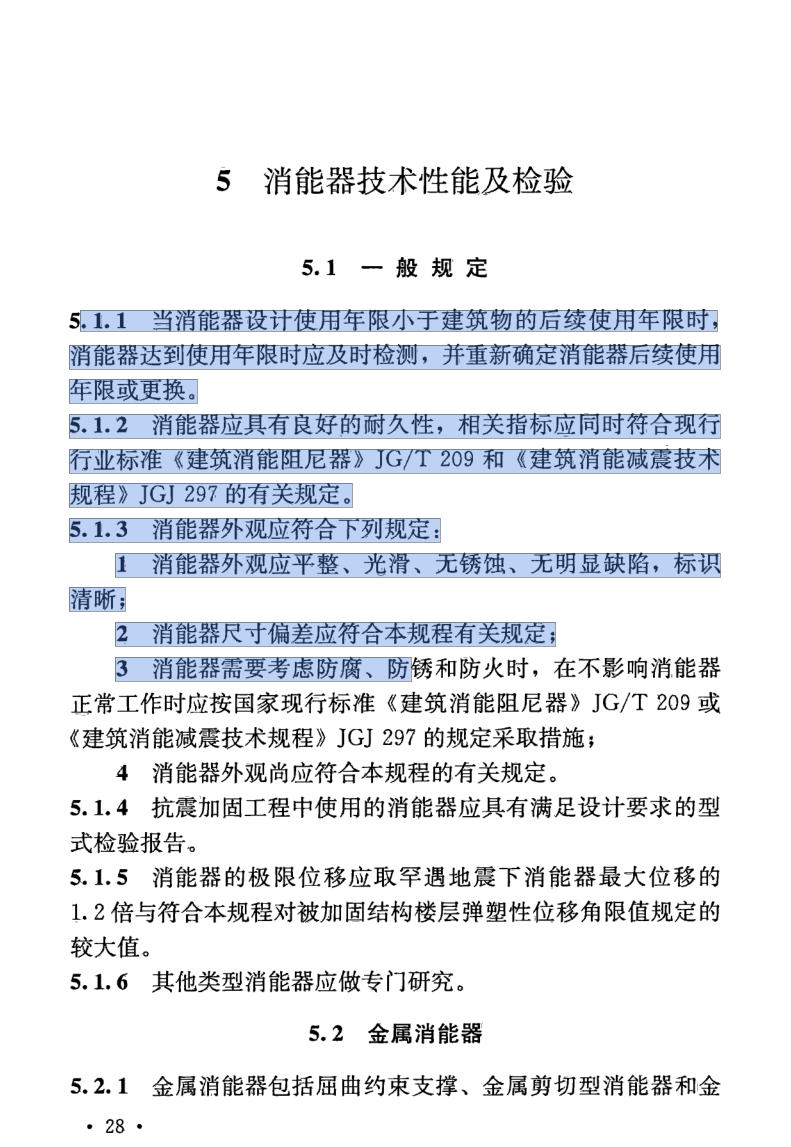 5 消能器技术性能及检验
5.1 一般规定
5.1.1 当消能器设计使用年限小于建筑物的后续使用年限时，
消能器达到使用年限时应及时检测，并重新确定消能器后续使用
年限或更换。
5.1.2 消能器应具有良好的耐久性，相关指标应同时符合现行
行业标准《建筑消能阻尼器》JG/T 209 和《建筑消能减震技术
规程》JGJ 297 的有关规定。
5.1.3 消能器外观应符合下列规定：
1 消能器外观应平整、光滑、无锈蚀、无明显缺陷，标识
清晰；
2 消能器尺寸偏差应符合本规程有关规定；
3 消能器需要考虑防腐、防锈和防火时，在不影响消能器
正常工作时应按国家现行标准《建筑消能阻尼器》JG/T 209 或
《建筑消能减震技术规程》JGJ 297 的规定采取措施；
4 消能器外观尚应符合本规程的有关规定。
5.1.4 抗震加固工程中使用的消能器应具有满足设计要求的型
式检验报告。
5.1.5 消能器的极限位移应取罕遇地震下消能器最大位移的
1.2 倍与符合本规程对被加固结构楼层弹塑性位移角限值规定的
较大值。
5.1.6 其他类型消能器应做专门研究。
5.2 金属消能器
5.2.1 金属消能器包括屈曲约束支撑、金属剪切型消能器和金
· 28 ·